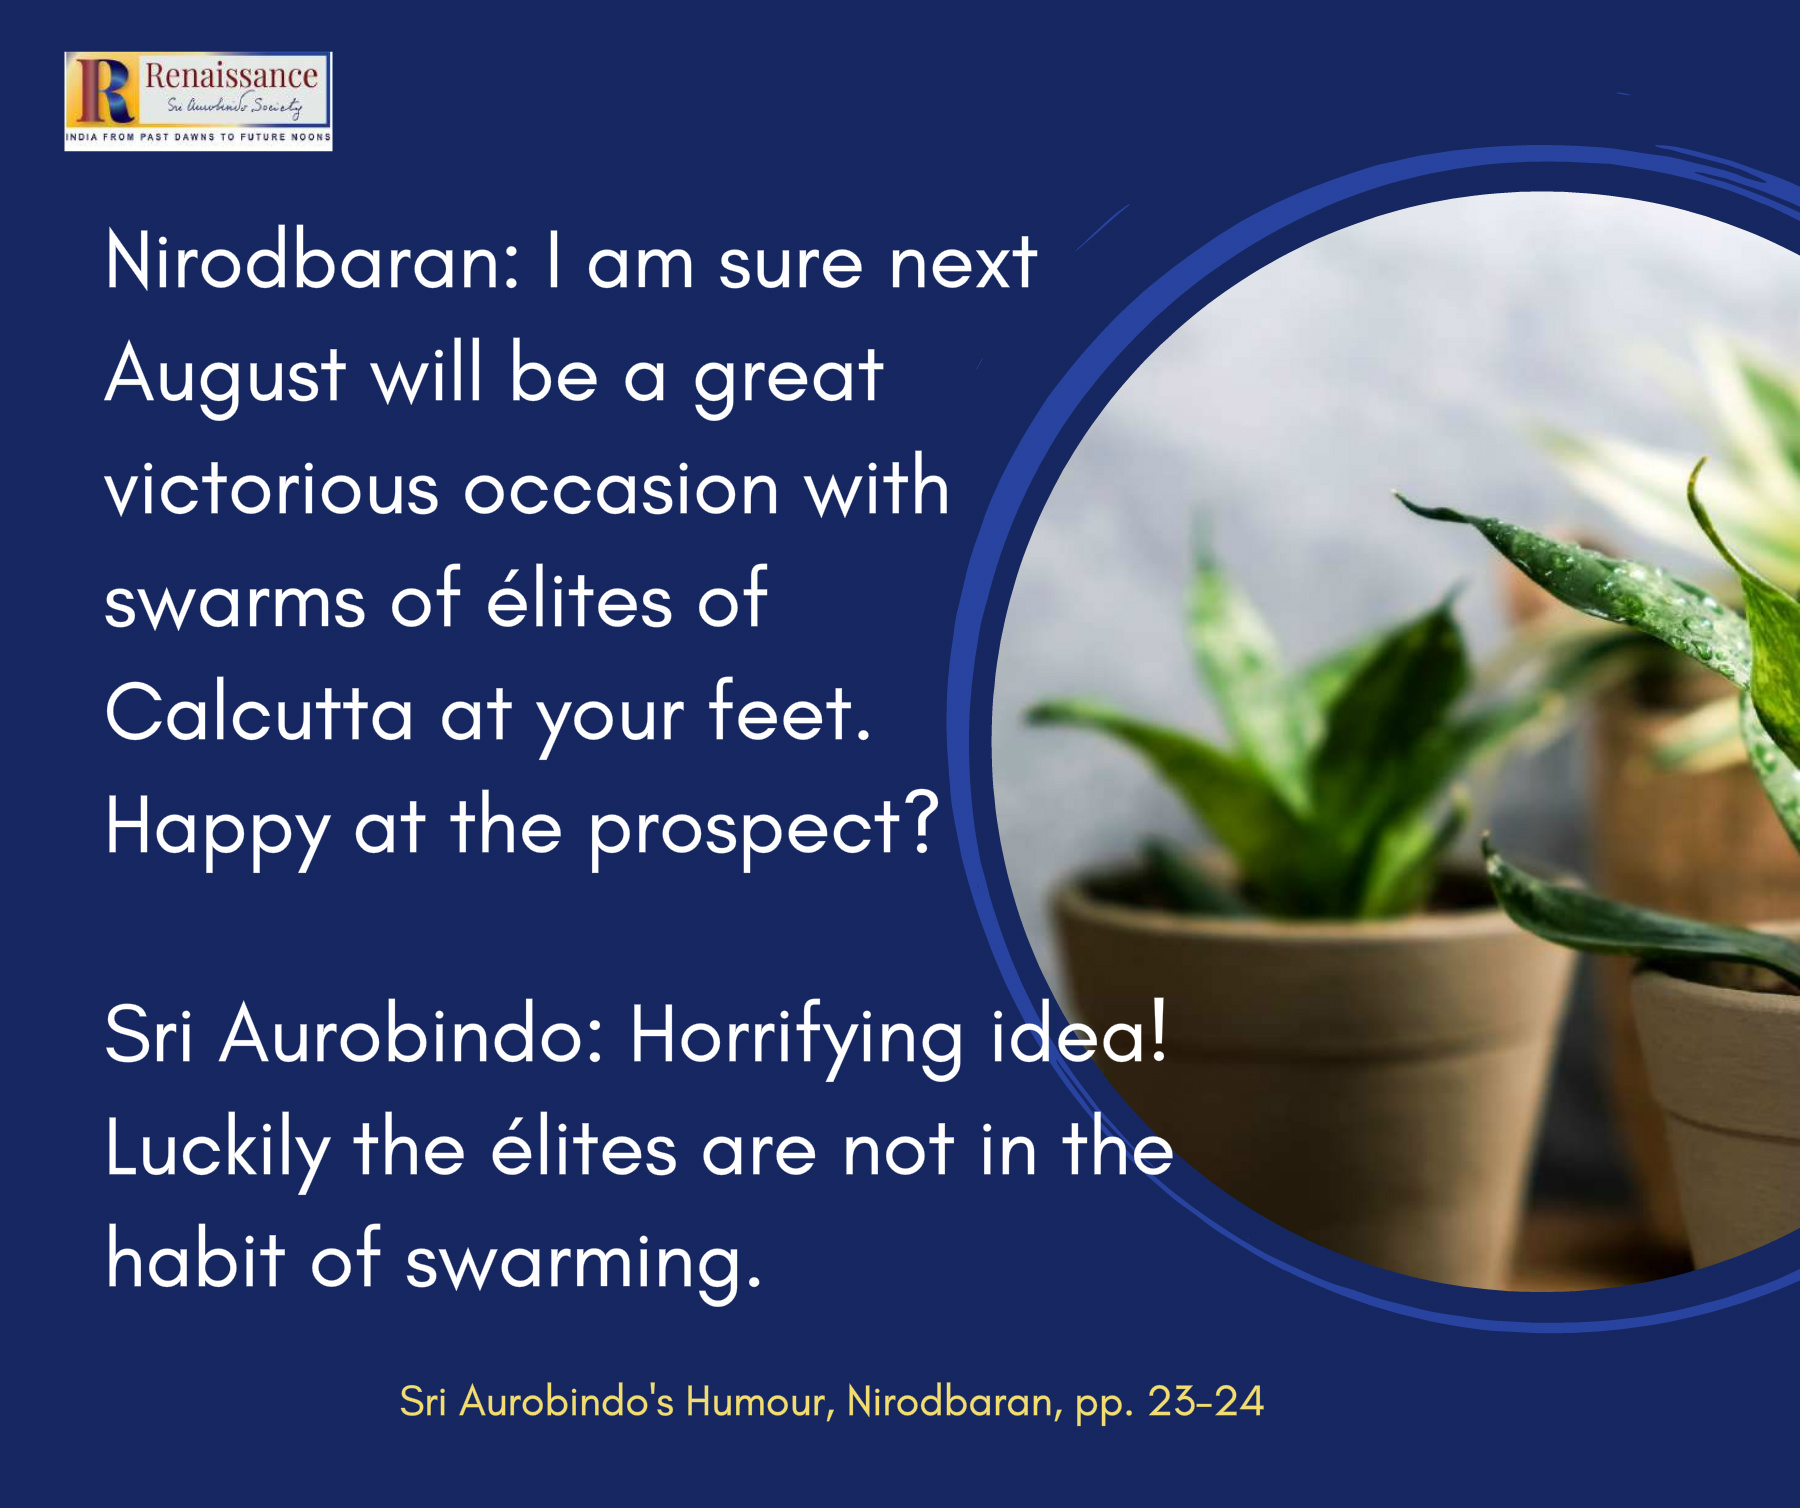 R Renaissance
Sri Aurobindo Society
INDIA FROM PAST DAWNS TO FUTURE NOONS
Nirodbaran: I am sure next
August will be a great
victorious occasion with
swarms of élites of
Calcutta at your feet.
Happy at the prospect?
Sri Aurobindo: Horrifying idea!
Luckily the élites are not in the
habit of swarming.
Sri Aurobindo's Humour, Nirodbaran, pp. 23-24